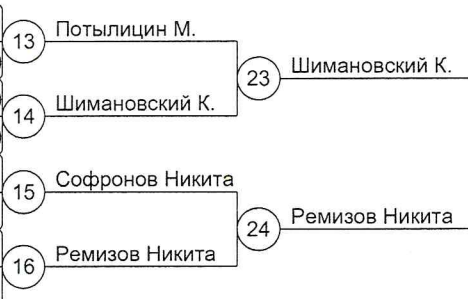 13 Потылицин М.
23 Шимановский К.
14 Шимановский К.
15 Софронов Никита
24 Ремизов Никита
16 Ремизов Никита